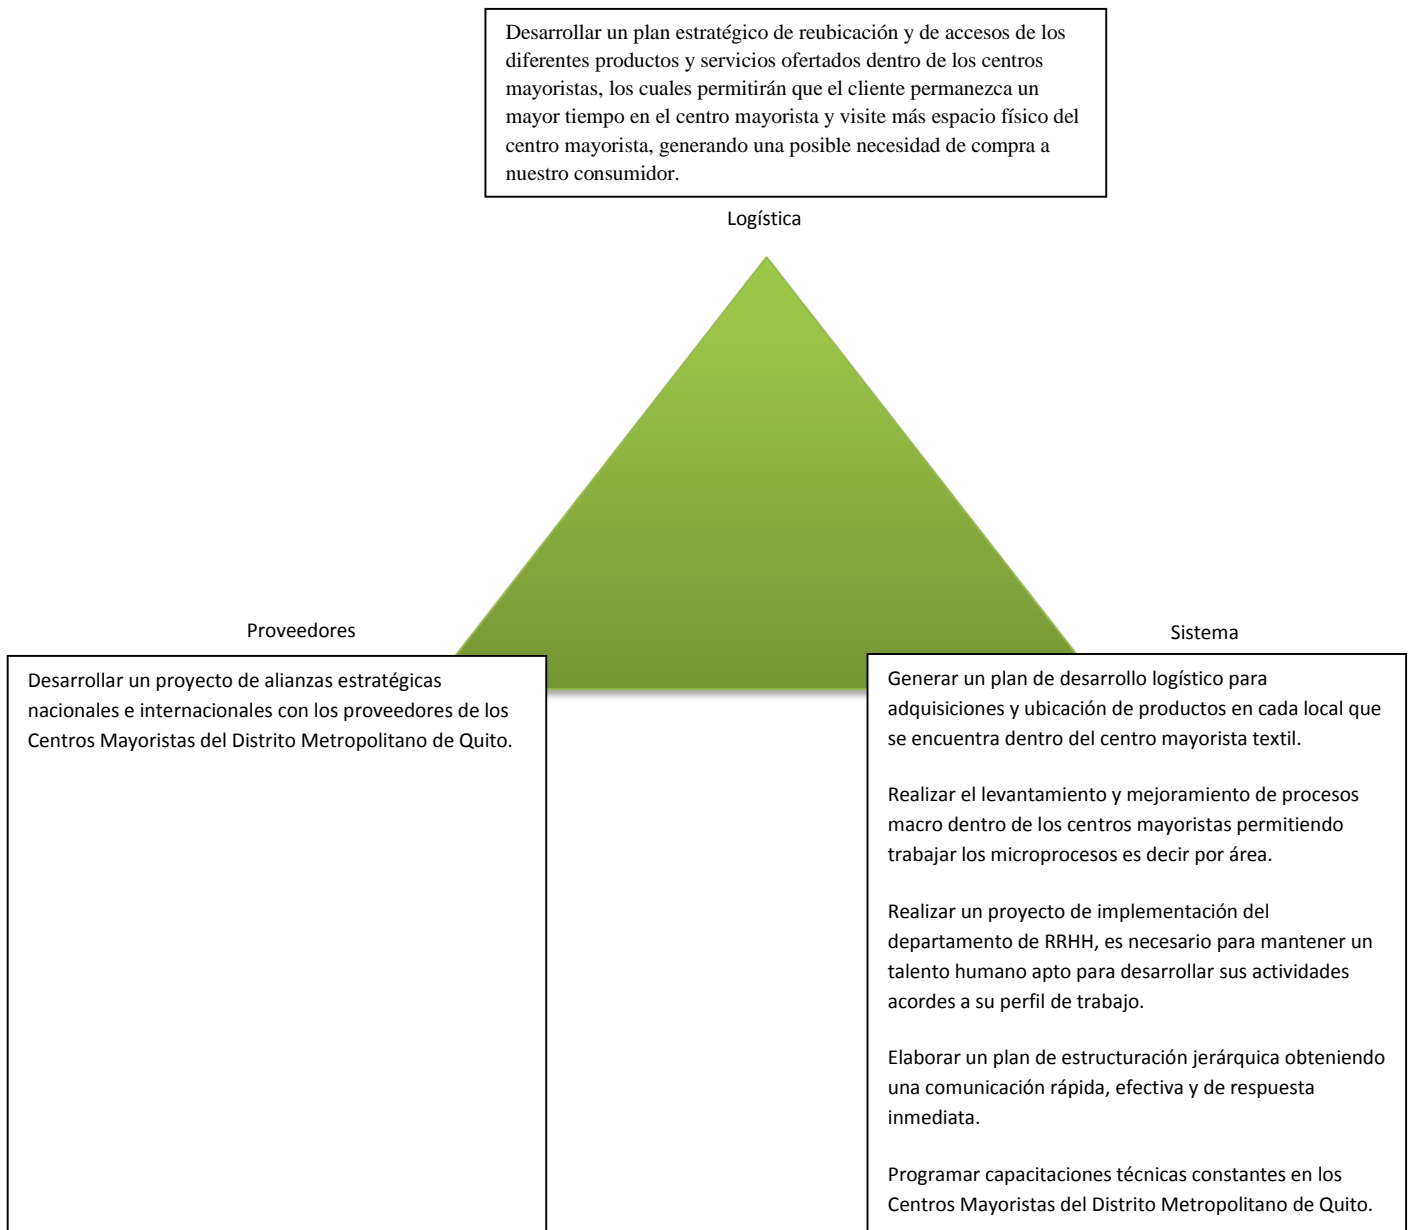 Desarrollar un plan estratégico de reubicación y de accesos de los
diferentes productos y servicios ofertados dentro de los centros
mayoristas, los cuales permitirán que el cliente permanezca un
mayor tiempo en el centro mayorista y visite más espacio físico del
centro mayorista, generando una posible necesidad de compra a
nuestro consumidor.
Logística
Proveedores
Desarrollar un proyecto de alianzas estratégicas
nacionales e internacionales con los proveedores de los
Centros Mayoristas del Distrito Metropolitano de Quito.
Sistema
Generar un plan de desarrollo logístico para
adquisiciones y ubicación de productos en cada local que
se encuentra dentro del centro mayorista textil.
Realizar el levantamiento y mejoramiento de procesos
macro dentro de los centros mayoristas permitiendo
trabajar los microprocesos es decir por área.
Realizar un proyecto de implementación del
departamento de RRHH, es necesario para mantener un
talento humano apto para desarrollar sus actividades
acordes a su perfil de trabajo.
Elaborar un plan de estructuración jerárquica obteniendo
una comunicación rápida, efectiva y de respuesta
inmediata.
Programar capacitaciones técnicas constantes en los
Centros Mayoristas del Distrito Metropolitano de Quito.